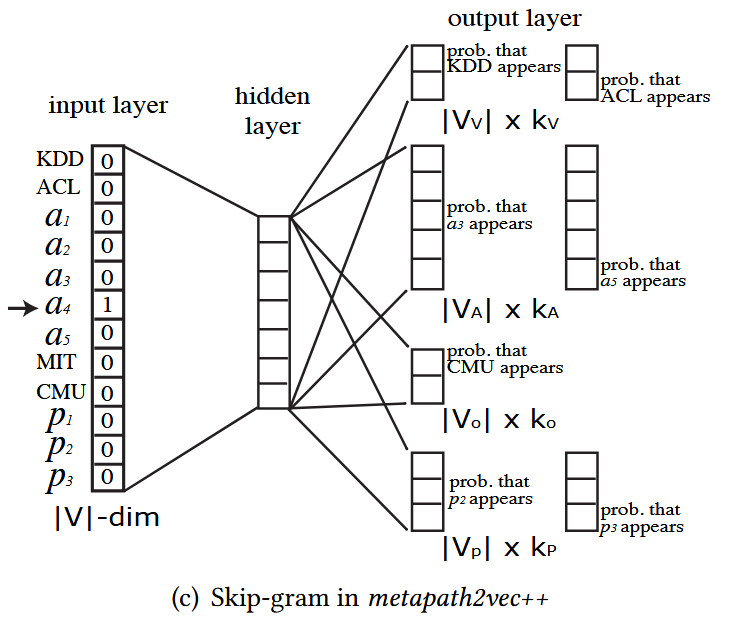 output layer
prob. that
KDD appears
prob. that
ACL appears
|Vv| x kv
input layer
hidden
layer
KDD 0
ACL 0
a1 0
a2 0
a3 0
a4 1
a5 0
MIT 0
CMU 0
p1 0
p2 0
p3 0
|V|-dim
prob. that
a3 appears
prob. that
a5 appears
|VA| x kA
prob. that
CMU appears
|Vo| x ko
prob. that
p2 appears
prob. that
p3 appears
|Vp| x kP
(c) Skip-gram in metapath2vec++